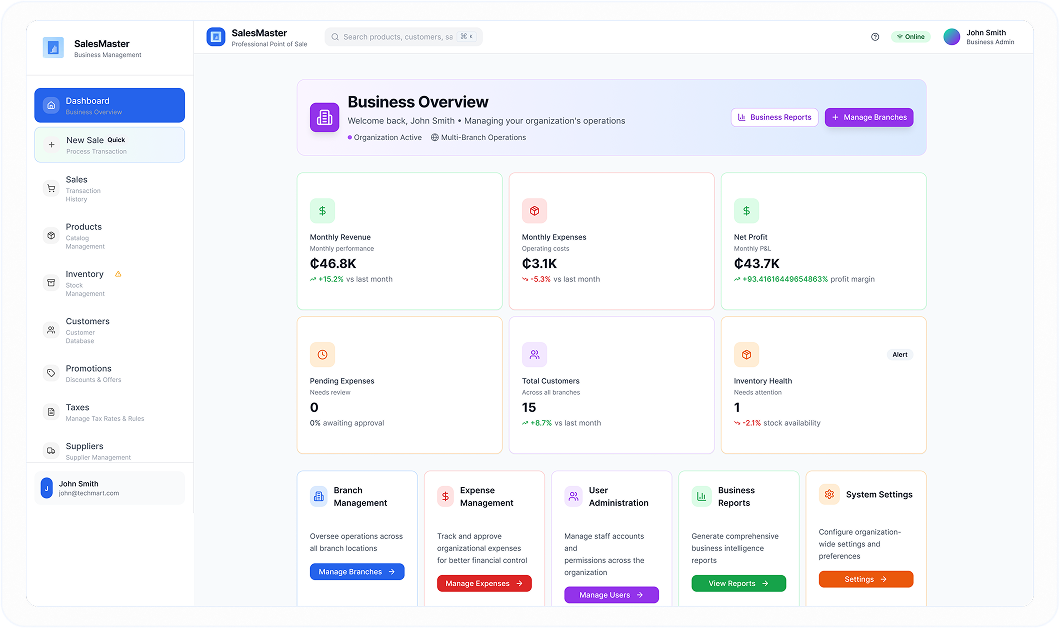 SalesMaster
Business Management
Dashboard
Business Overview
New Sale Quick
Process Transaction
Sales
Transaction
History
Products
Catalog
Management
Inventory
Stock
Management
Customers
Customer
Database
Promotions
Discounts & Offers
Taxes
Manage Tax Rates & Rules
Suppliers
Supplier Management
J
John Smith
john@techmart.com
SalesMaster
Professional Point of Sale
Search products, customers, sa
⌘ k
Online
John Smith
Business Admin
Business Overview
Welcome back, John Smith • Managing your organization's operations
Organization Active
Multi-Branch Operations
Business Reports
+ Manage Branches
Monthly Revenue
Monthly performance
₵46.8K
+15.2% vs last month
Monthly Expenses
Operating costs
₵3.1K
-5.3% vs last month
Net Profit
Monthly P&L
₵43.7K
+93.41616449654863% profit margin
Pending Expenses
Needs review
0
0% awaiting approval
Total Customers
Across all branches
15
+8.7% vs last month
Alert
Inventory Health
Needs attention
1
-2.1% stock availability
Branch
Management
Oversee operations across
all branch locations
Manage Branches →
Expense
Management
Track and approve
organizational expenses
for better financial control
Manage Expenses →
User
Administration
Manage staff accounts
and
permissions across the
organization
Manage Users →
Business
Reports
Generate comprehensive
business intelligence
reports
View Reports →
System Settings
Configure organization-
wide settings and
preferences
Settings →